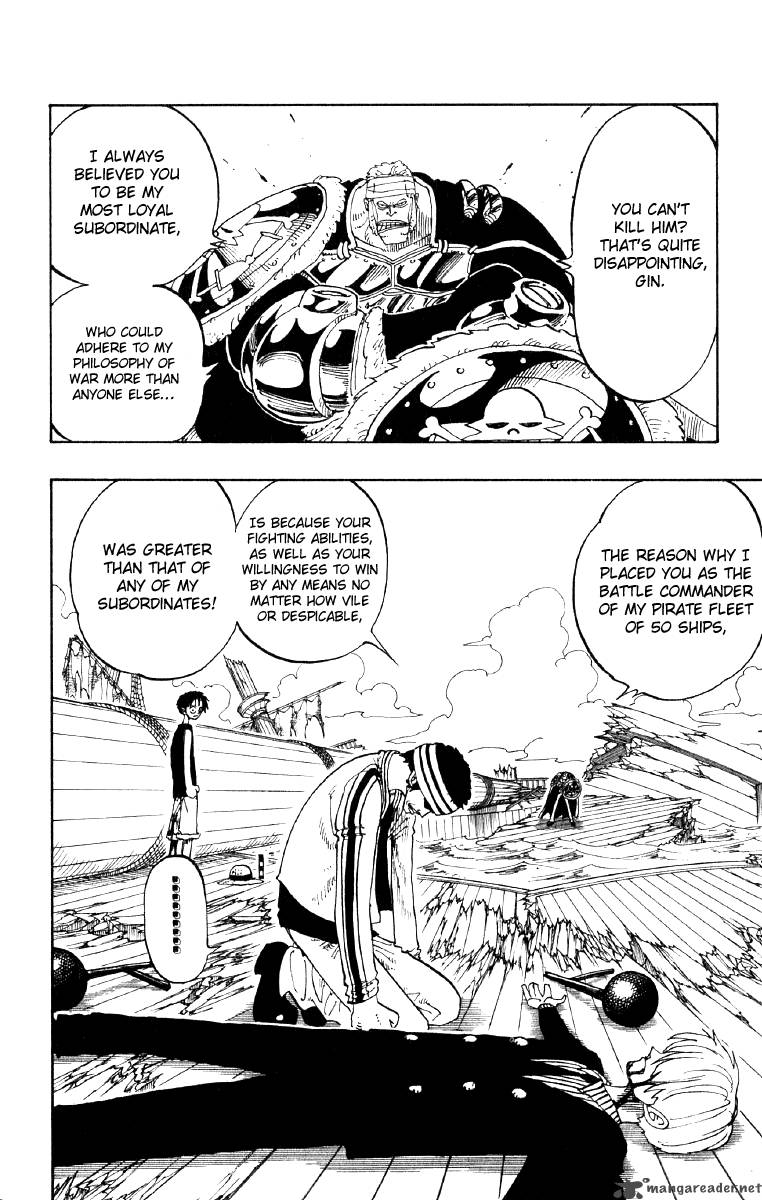 YOU CAN'T
KILL HIM?
THAT'S QUITE
DISAPPOINTING,
GIN.
I ALWAYS
BELIEVED YOU
TO BE MY
MOST LOYAL
SUBORDINATE,
WHO COULD
ADHERE TO MY
PHILOSOPHY OF
WAR MORE THAN
ANYONE ELSE...
THE REASON WHY I
PLACED YOU AS THE
BATTLE COMMANDER
OF MY PIRATE FLEET
OF 50 SHIPS,
IS BECAUSE YOUR
FIGHTING ABILITIES,
AS WELL AS YOUR
WILLINGNESS TO WIN
BY ANY MEANS NO
MATTER HOW VILE
OR DESPICABLE,
WAS GREATER
THAN THAT OF
ANY OF MY
SUBORDINATES!
.........
mangareader.net